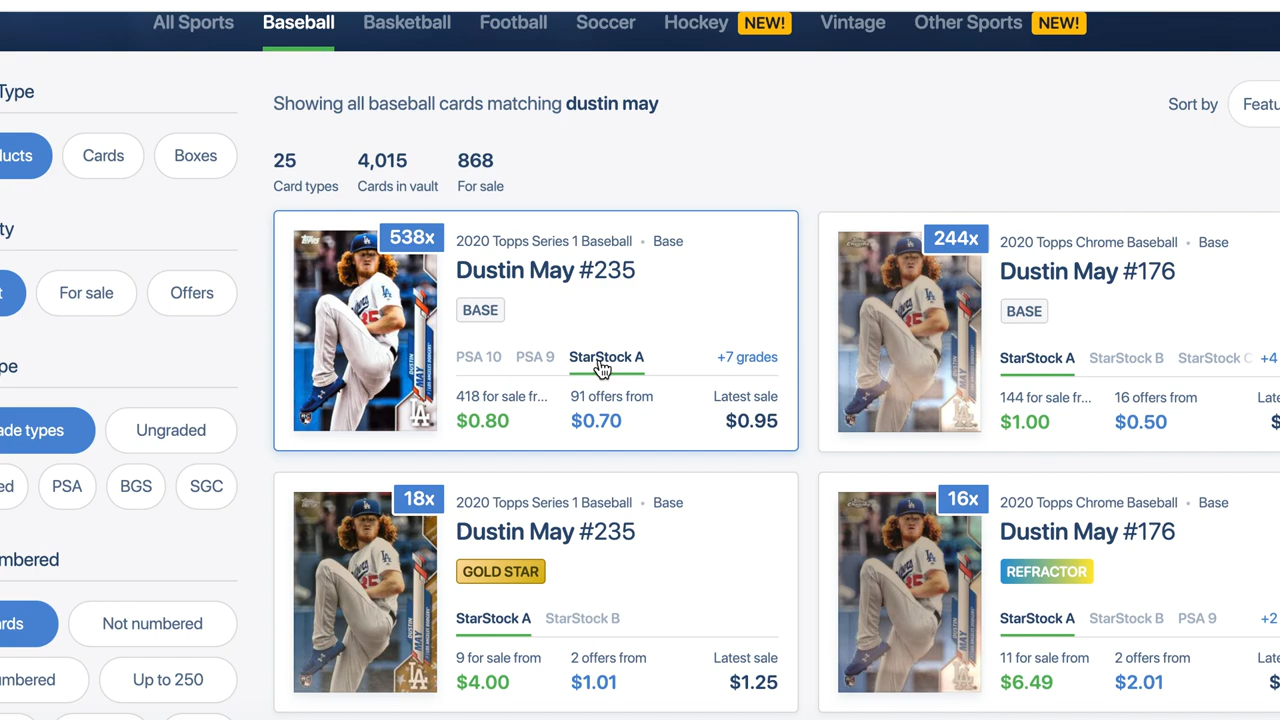 All Sports Baseball Basketball Football Soccer Hockey NEW! Vintage Other Sports NEW!
Type
Showing all baseball cards matching dustin may
Sort by
Featu
ucts Cards Boxes
25 4,015 868
Card types Cards in vault For sale
ty
For sale Offers
pe
ade types Ungraded
ed PSA BGS SGC
mbered
ards Not numbered
umbered Up to 250
538x
2020 Topps Series 1 Baseball • Base
Dustin May #235
BASE
PSA 10 PSA 9 StarStock A +7 grades
418 for sale fr... 91 offers from Latest sale
$0.80 $0.70 $0.95
244x
2020 Topps Chrome Baseball • Base
Dustin May #176
BASE
StarStock A StarStock B StarStock C +4
144 for sale fr... 16 offers from Late
$1.00 $0.50 $
18x
2020 Topps Series 1 Baseball • Base
Dustin May #235
GOLD STAR
StarStock A StarStock B
9 for sale from 2 offers from Latest sale
$4.00 $1.01 $1.25
16x
2020 Topps Chrome Baseball • Base
Dustin May #176
REFRACTOR
StarStock A StarStock B PSA 9 +2
11 for sale from 2 offers from Late
$6.49 $2.01 $